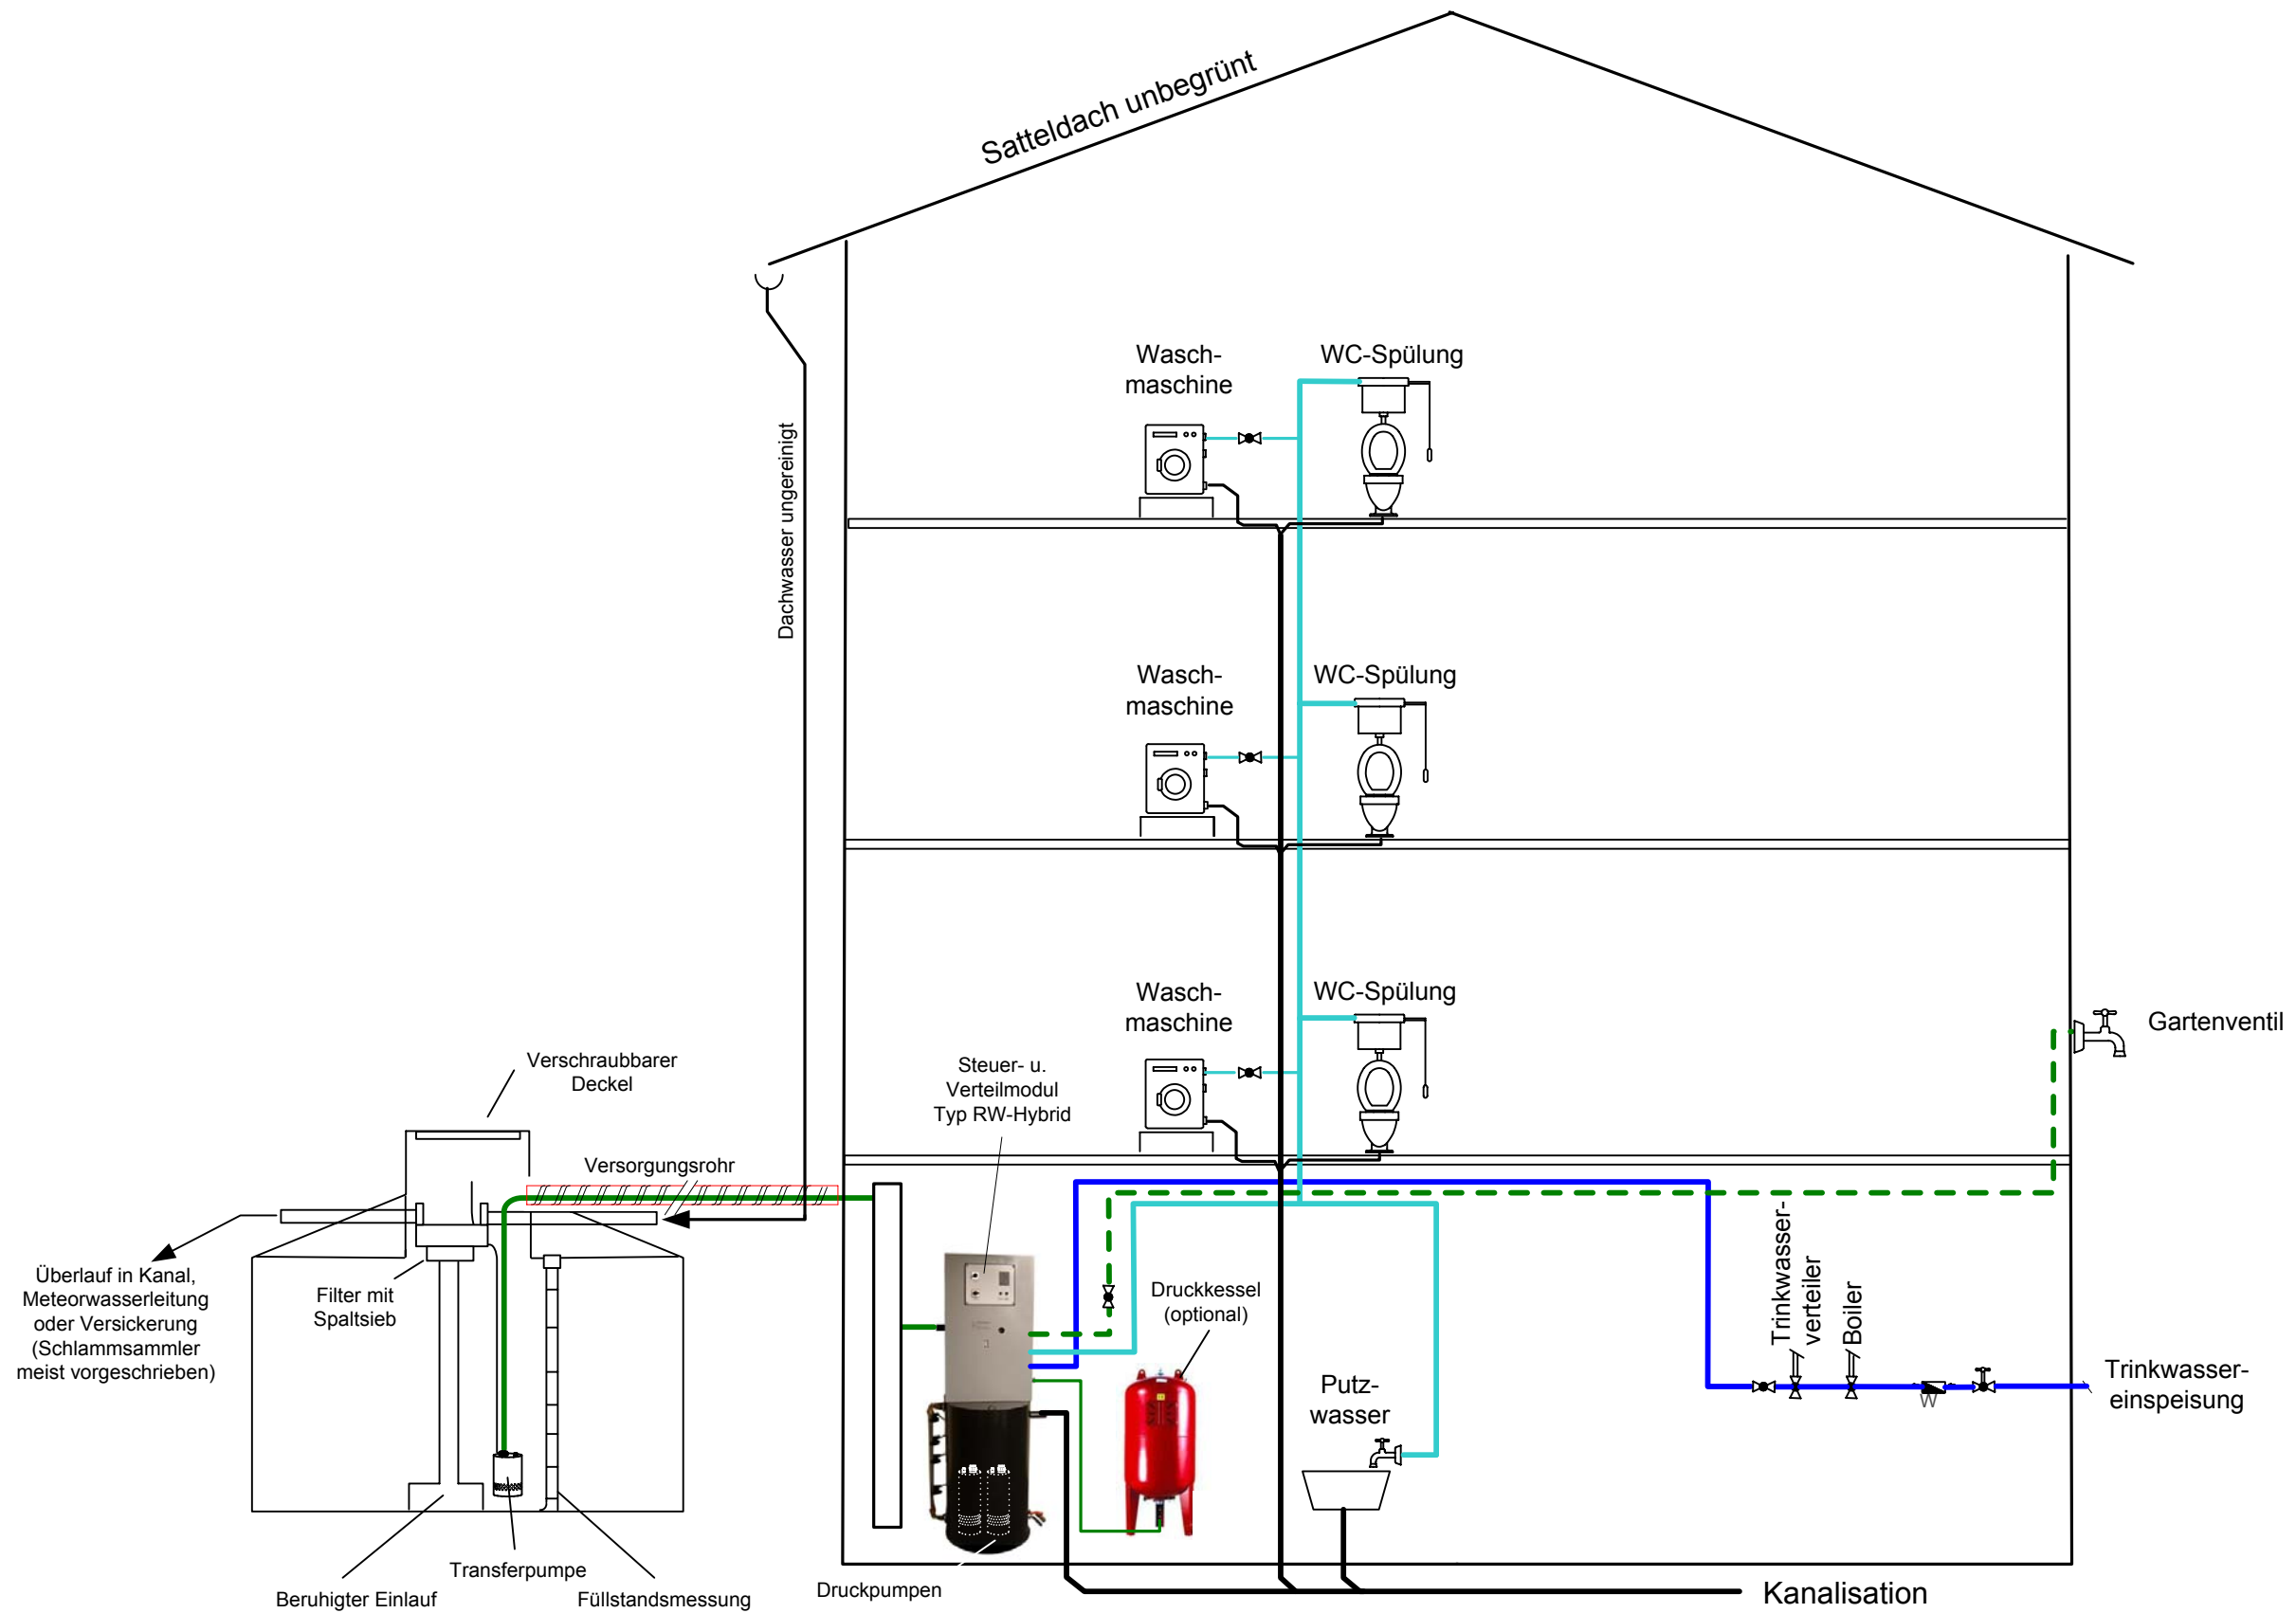 Satteldach unbegrünt
Dachwasser ungereinigt
Wasch-
maschine
WC-Spülung
Wasch-
maschine
WC-Spülung
Wasch-
maschine
WC-Spülung
Gartenventil
Verschraubbarer
Deckel
Steuer- u.
Verteilmodul
Typ RW-Hybrid
Versorgungsrohr
Überlauf in Kanal,
Meteorwasserleitung
oder Versickerung
(Schlammsammler
meist vorgeschrieben)
Filter mit
Spaltsieb
Druckkessel
(optional)
Trinkwasser-
verteiler
Boiler
Putz-
wasser
Trinkwasser-
einspeisung
Transferpumpe
Beruhigter Einlauf
Füllstandsmessung
Druckpumpen
Kanalisation